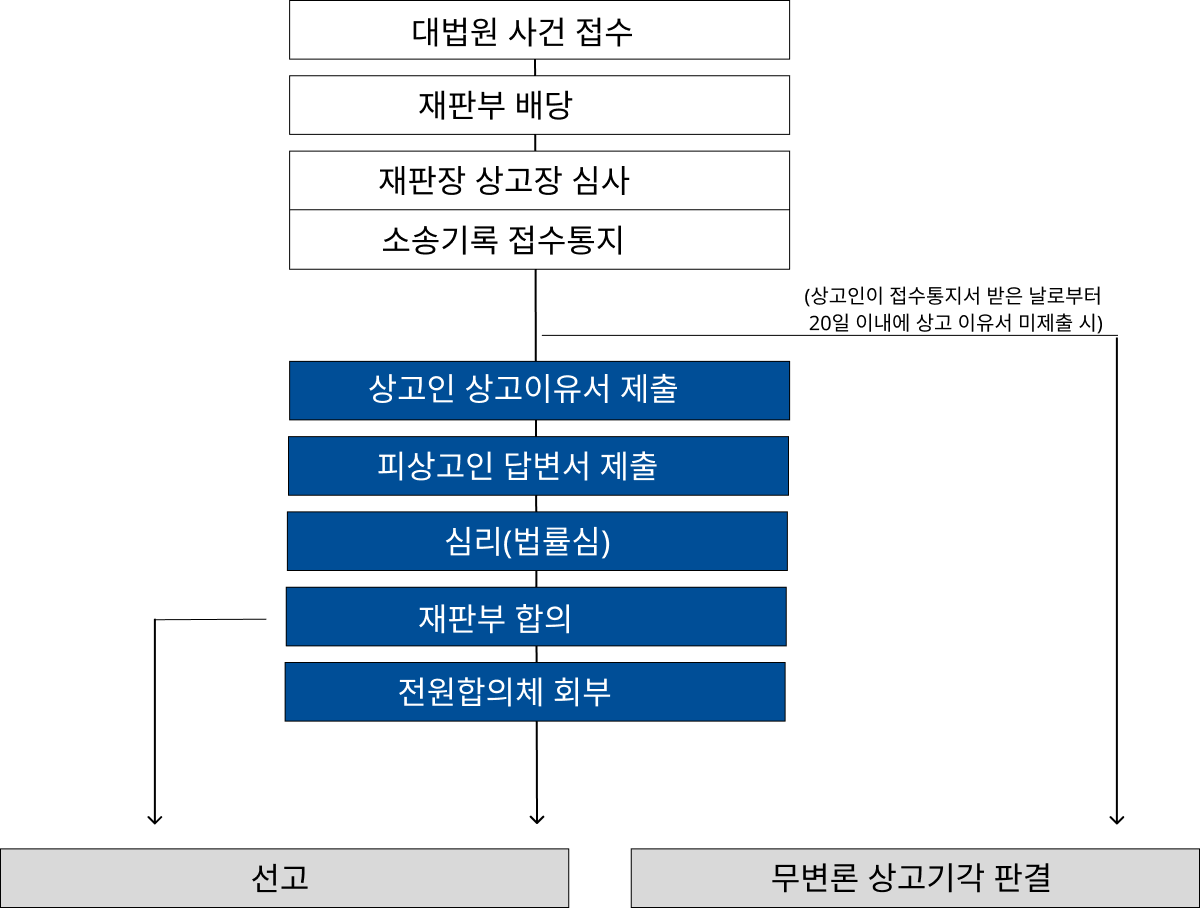 대법원 사건 접수
재판부 배당
재판장 상고장 심사
소송기록 접수통지
(상고인이 접수통지서 받은 날로부터
20일 이내에 상고 이유서 미제출 시)
상고인 상고이유서 제출
피상고인 답변서 제출
심리(법률심)
재판부 합의
전원합의체 회부
선고
무변론 상고기각 판결